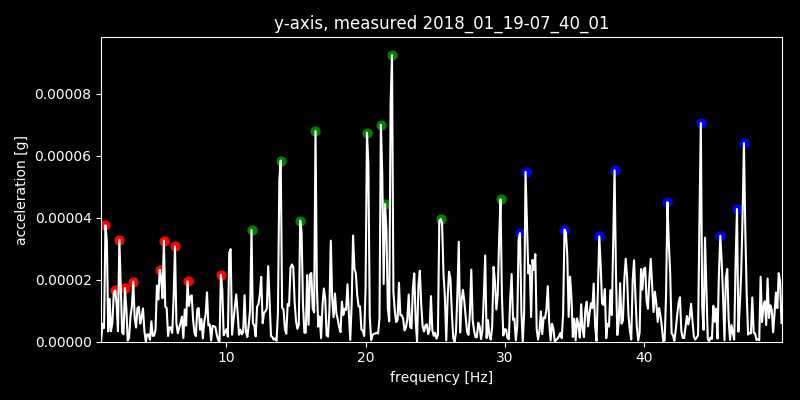 y-axis, measured 2018_01_19-07_40_01
0.00008
0.00006
0.00004
0.00002
0.00000
acceleration [g]
10 20 30 40
frequency [Hz]